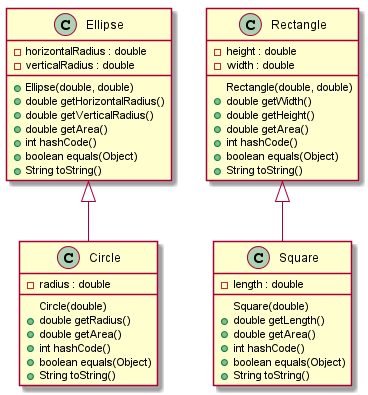 C Ellipse
horizontalRadius : double
verticalRadius : double
Ellipse(double, double)
double getHorizontalRadius()
double getVerticalRadius()
double getArea()
int hashCode()
boolean equals(Object)
String toString()
C Rectangle
height : double
width : double
Rectangle(double, double)
double getWidth()
double getHeight()
double getArea()
int hashCode()
boolean equals(Object)
String toString()
C Circle
radius : double
Circle(double)
double getRadius()
double getArea()
int hashCode()
boolean equals(Object)
String toString()
C Square
length : double
Square(double)
double getLength()
double getArea()
int hashCode()
boolean equals(Object)
String toString()